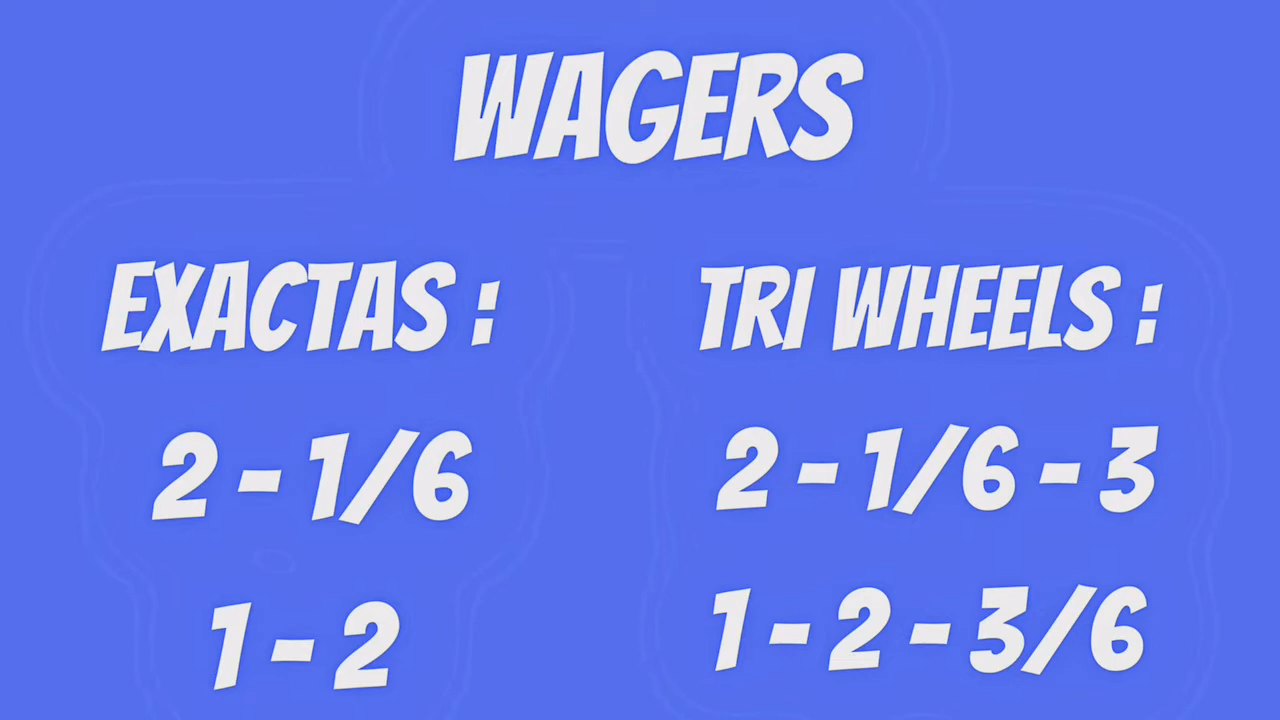 WAGERS
EXACTAS :
2 - 1/6
1 - 2
TRI WHEELS :
2 - 1/6 - 3
1 - 2 - 3/6